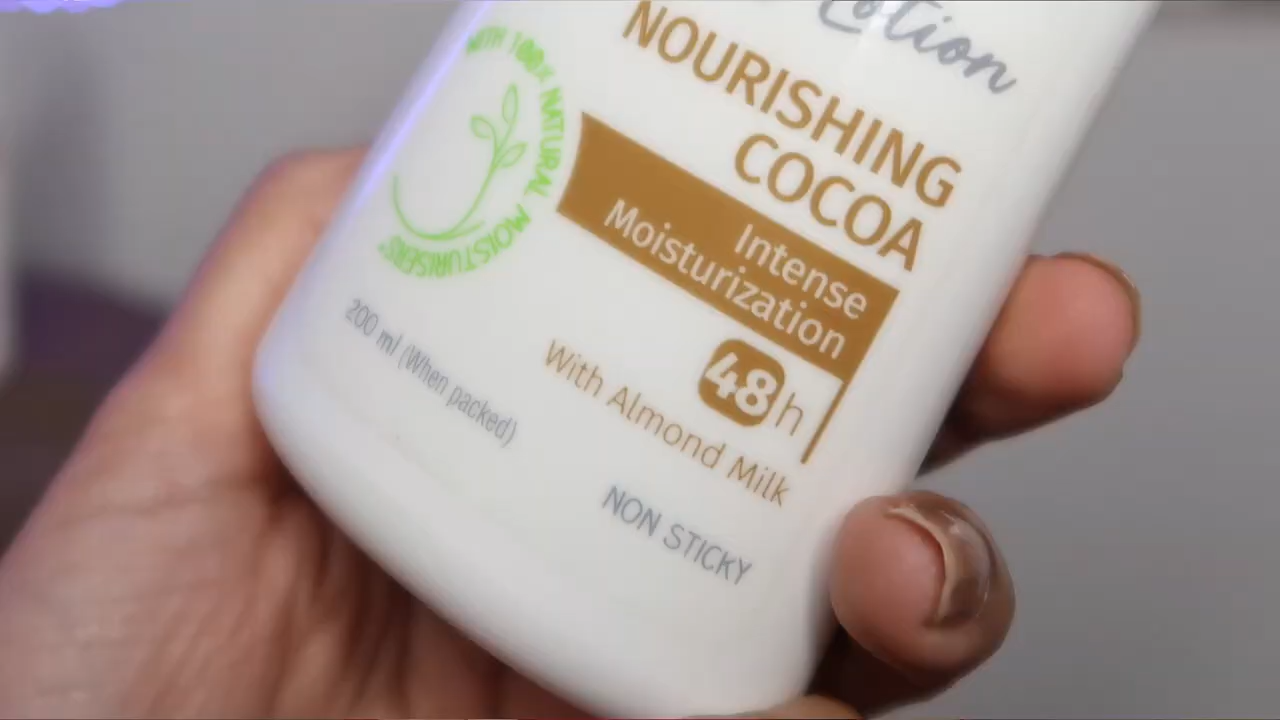 Lotion
NOURISHING
COCOA
Intense
Moisturization
48h
With Almond Milk
NON STICKY
WITH 100% NATURAL MOISTURISERS*
200 ml (When packed)